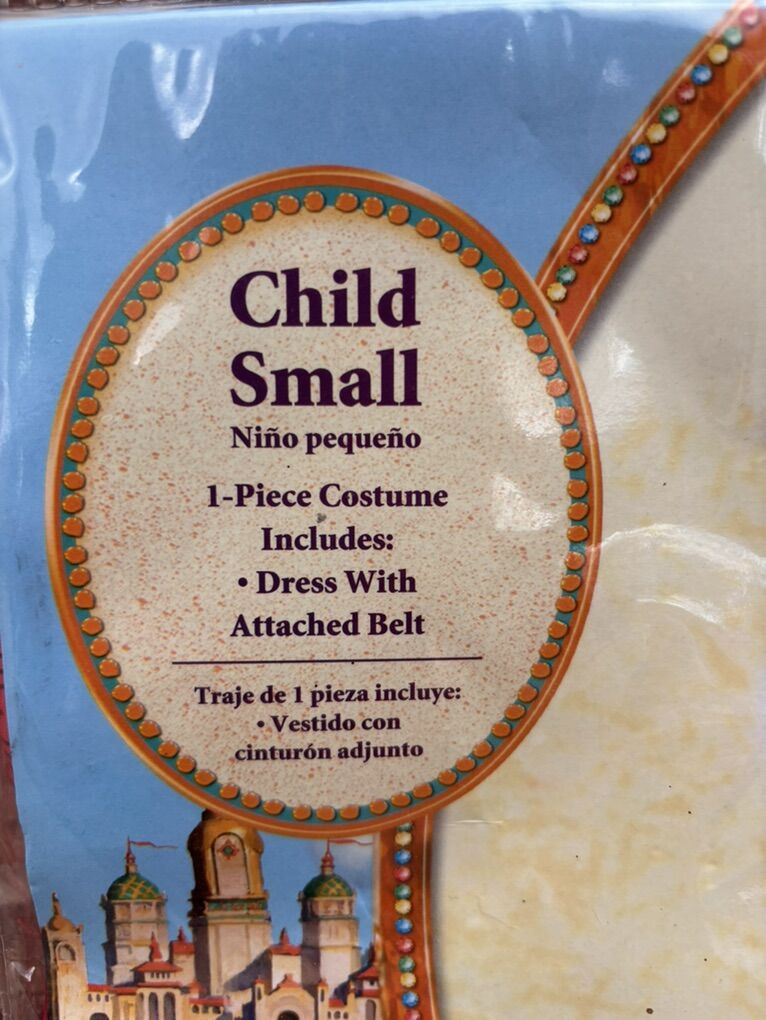 Child
Small
Niño pequeño
1-Piece Costume
Includes:
• Dress With
Attached Belt
Traje de 1 pieza incluye:
• Vestido con
cinturón adjunto